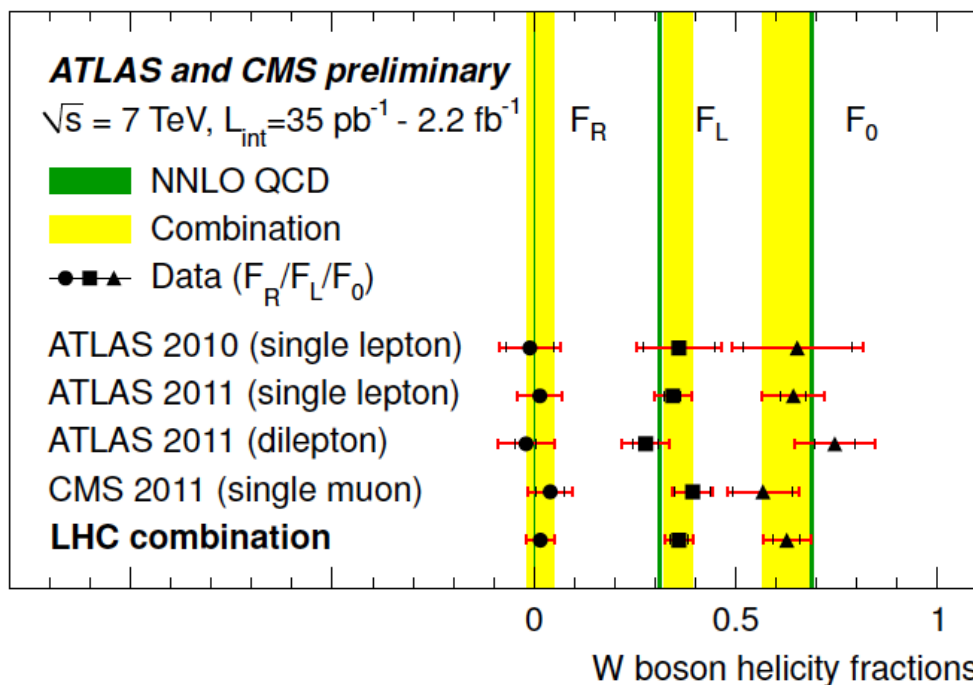 ATLAS and CMS preliminary
√s = 7 TeV, L_int=35 pb⁻¹ - 2.2 fb⁻¹
F_R F_L F_0
NNLO QCD
Combination
Data (F_R/F_L/F_0)
ATLAS 2010 (single lepton)
ATLAS 2011 (single lepton)
ATLAS 2011 (dilepton)
CMS 2011 (single muon)
LHC combination
0 0.5 1
W boson helicity fractions